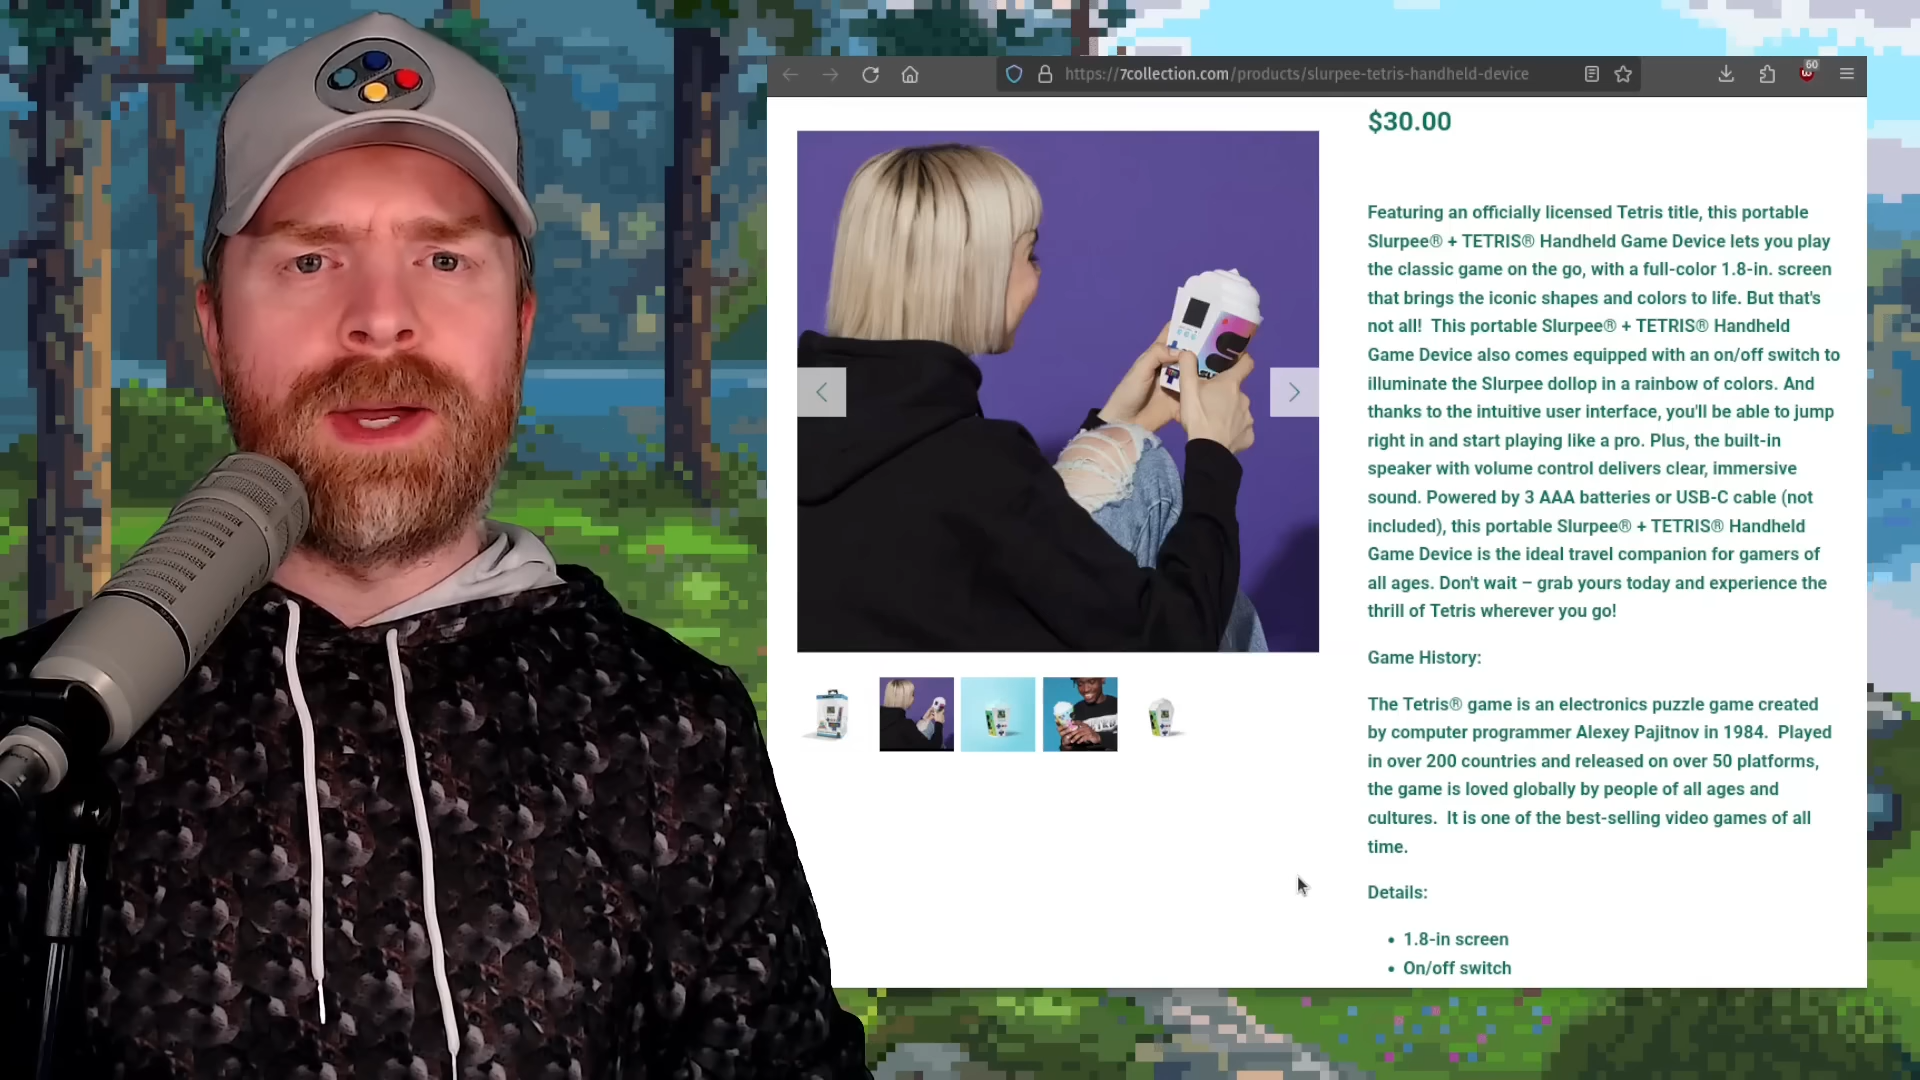 https://7collection.com/products/slurpee-tetris-handheld-device
60
$30.00
Featuring an officially licensed Tetris title, this portable
Slurpee® + TETRIS® Handheld Game Device lets you play
the classic game on the go, with a full-color 1.8-in. screen
that brings the iconic shapes and colors to life. But that's
not all!  This portable Slurpee® + TETRIS® Handheld
Game Device also comes equipped with an on/off switch to
illuminate the Slurpee dollop in a rainbow of colors. And
thanks to the intuitive user interface, you'll be able to jump
right in and start playing like a pro. Plus, the built-in
speaker with volume control delivers clear, immersive
sound. Powered by 3 AAA batteries or USB-C cable (not
included), this portable Slurpee® + TETRIS® Handheld
Game Device is the ideal travel companion for gamers of
all ages. Don't wait – grab yours today and experience the
thrill of Tetris wherever you go!
Game History:
The Tetris® game is an electronics puzzle game created
by computer programmer Alexey Pajitnov in 1984.  Played
in over 200 countries and released on over 50 platforms,
the game is loved globally by people of all ages and
cultures.  It is one of the best-selling video games of all
time.
Details:
• 1.8-in screen
• On/off switch